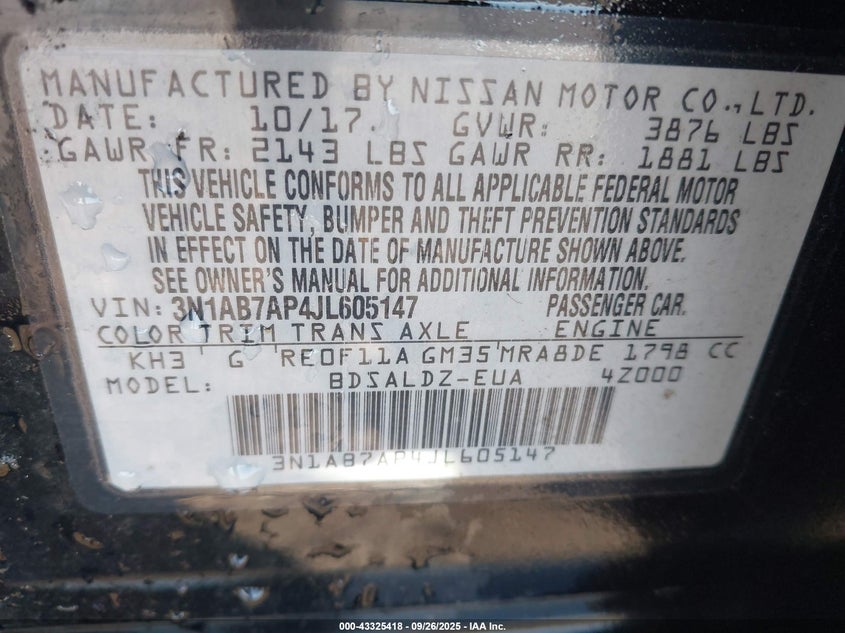 MANUFACTURED BY NISSAN MOTOR CO.,LTD.
DATE: 10/17. GVWR: 3876 LBS
GAWR FR: 2143 LBS GAWR RR: 1881 LBS
THIS VEHICLE CONFORMS TO ALL APPLICABLE FEDERAL MOTOR
VEHICLE SAFETY, BUMPER AND THEFT PREVENTION STANDARDS
IN EFFECT ON THE DATE OF MANUFACTURE SHOWN ABOVE.
SEE OWNER'S MANUAL FOR ADDITIONAL INFORMATION.
VIN: 3N1AB7AP4JL605147 PASSENGER CAR.
COLOR TRIM TRANS AXLE ENGINE
KH3 G RE0F11A GM35 MRA8DE 1798 CC
MODEL: BDSALDZ-EUA 4Z000
3N1AB7AP4JL605147
000-43325418 - 09/26/2025 - IAA Inc.